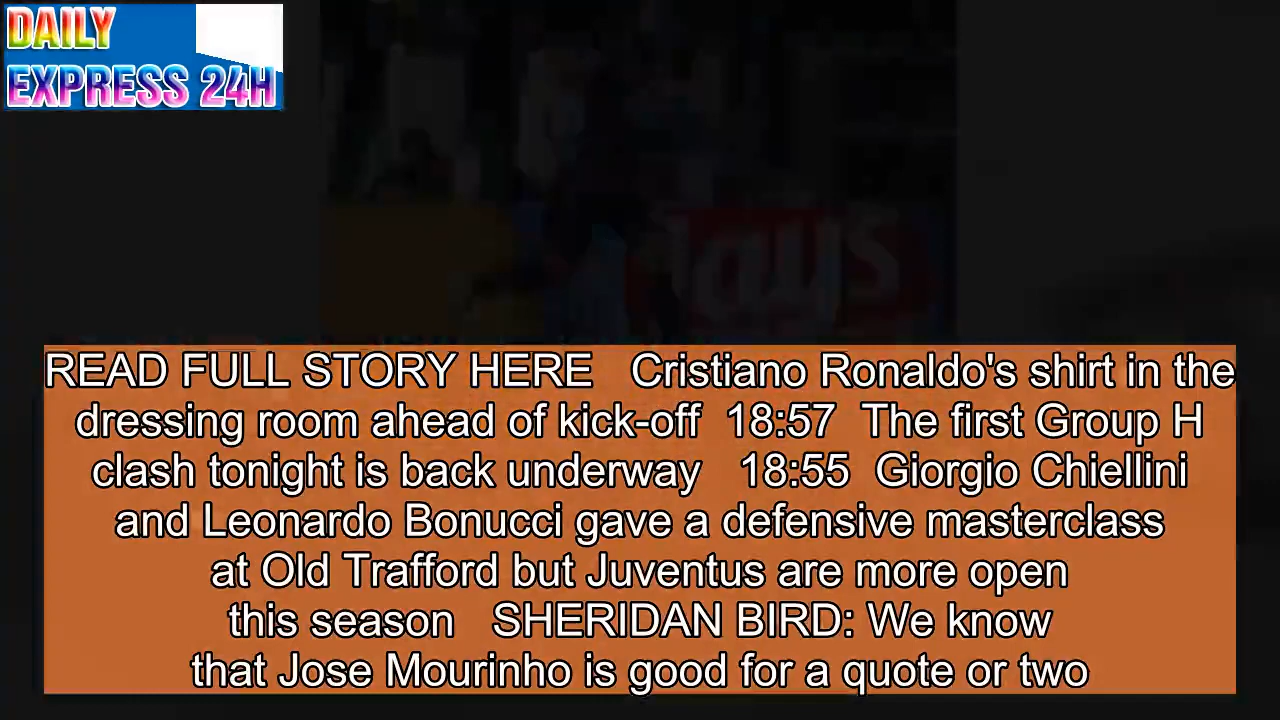 DAILY
EXPRESS 24H
Lay's
READ FULL STORY HERE   Cristiano Ronaldo's shirt in the
dressing room ahead of kick-off  18:57  The first Group H
clash tonight is back underway   18:55  Giorgio Chiellini
and Leonardo Bonucci gave a defensive masterclass
at Old Trafford but Juventus are more open
this season   SHERIDAN BIRD: We know
that Jose Mourinho is good for a quote or two